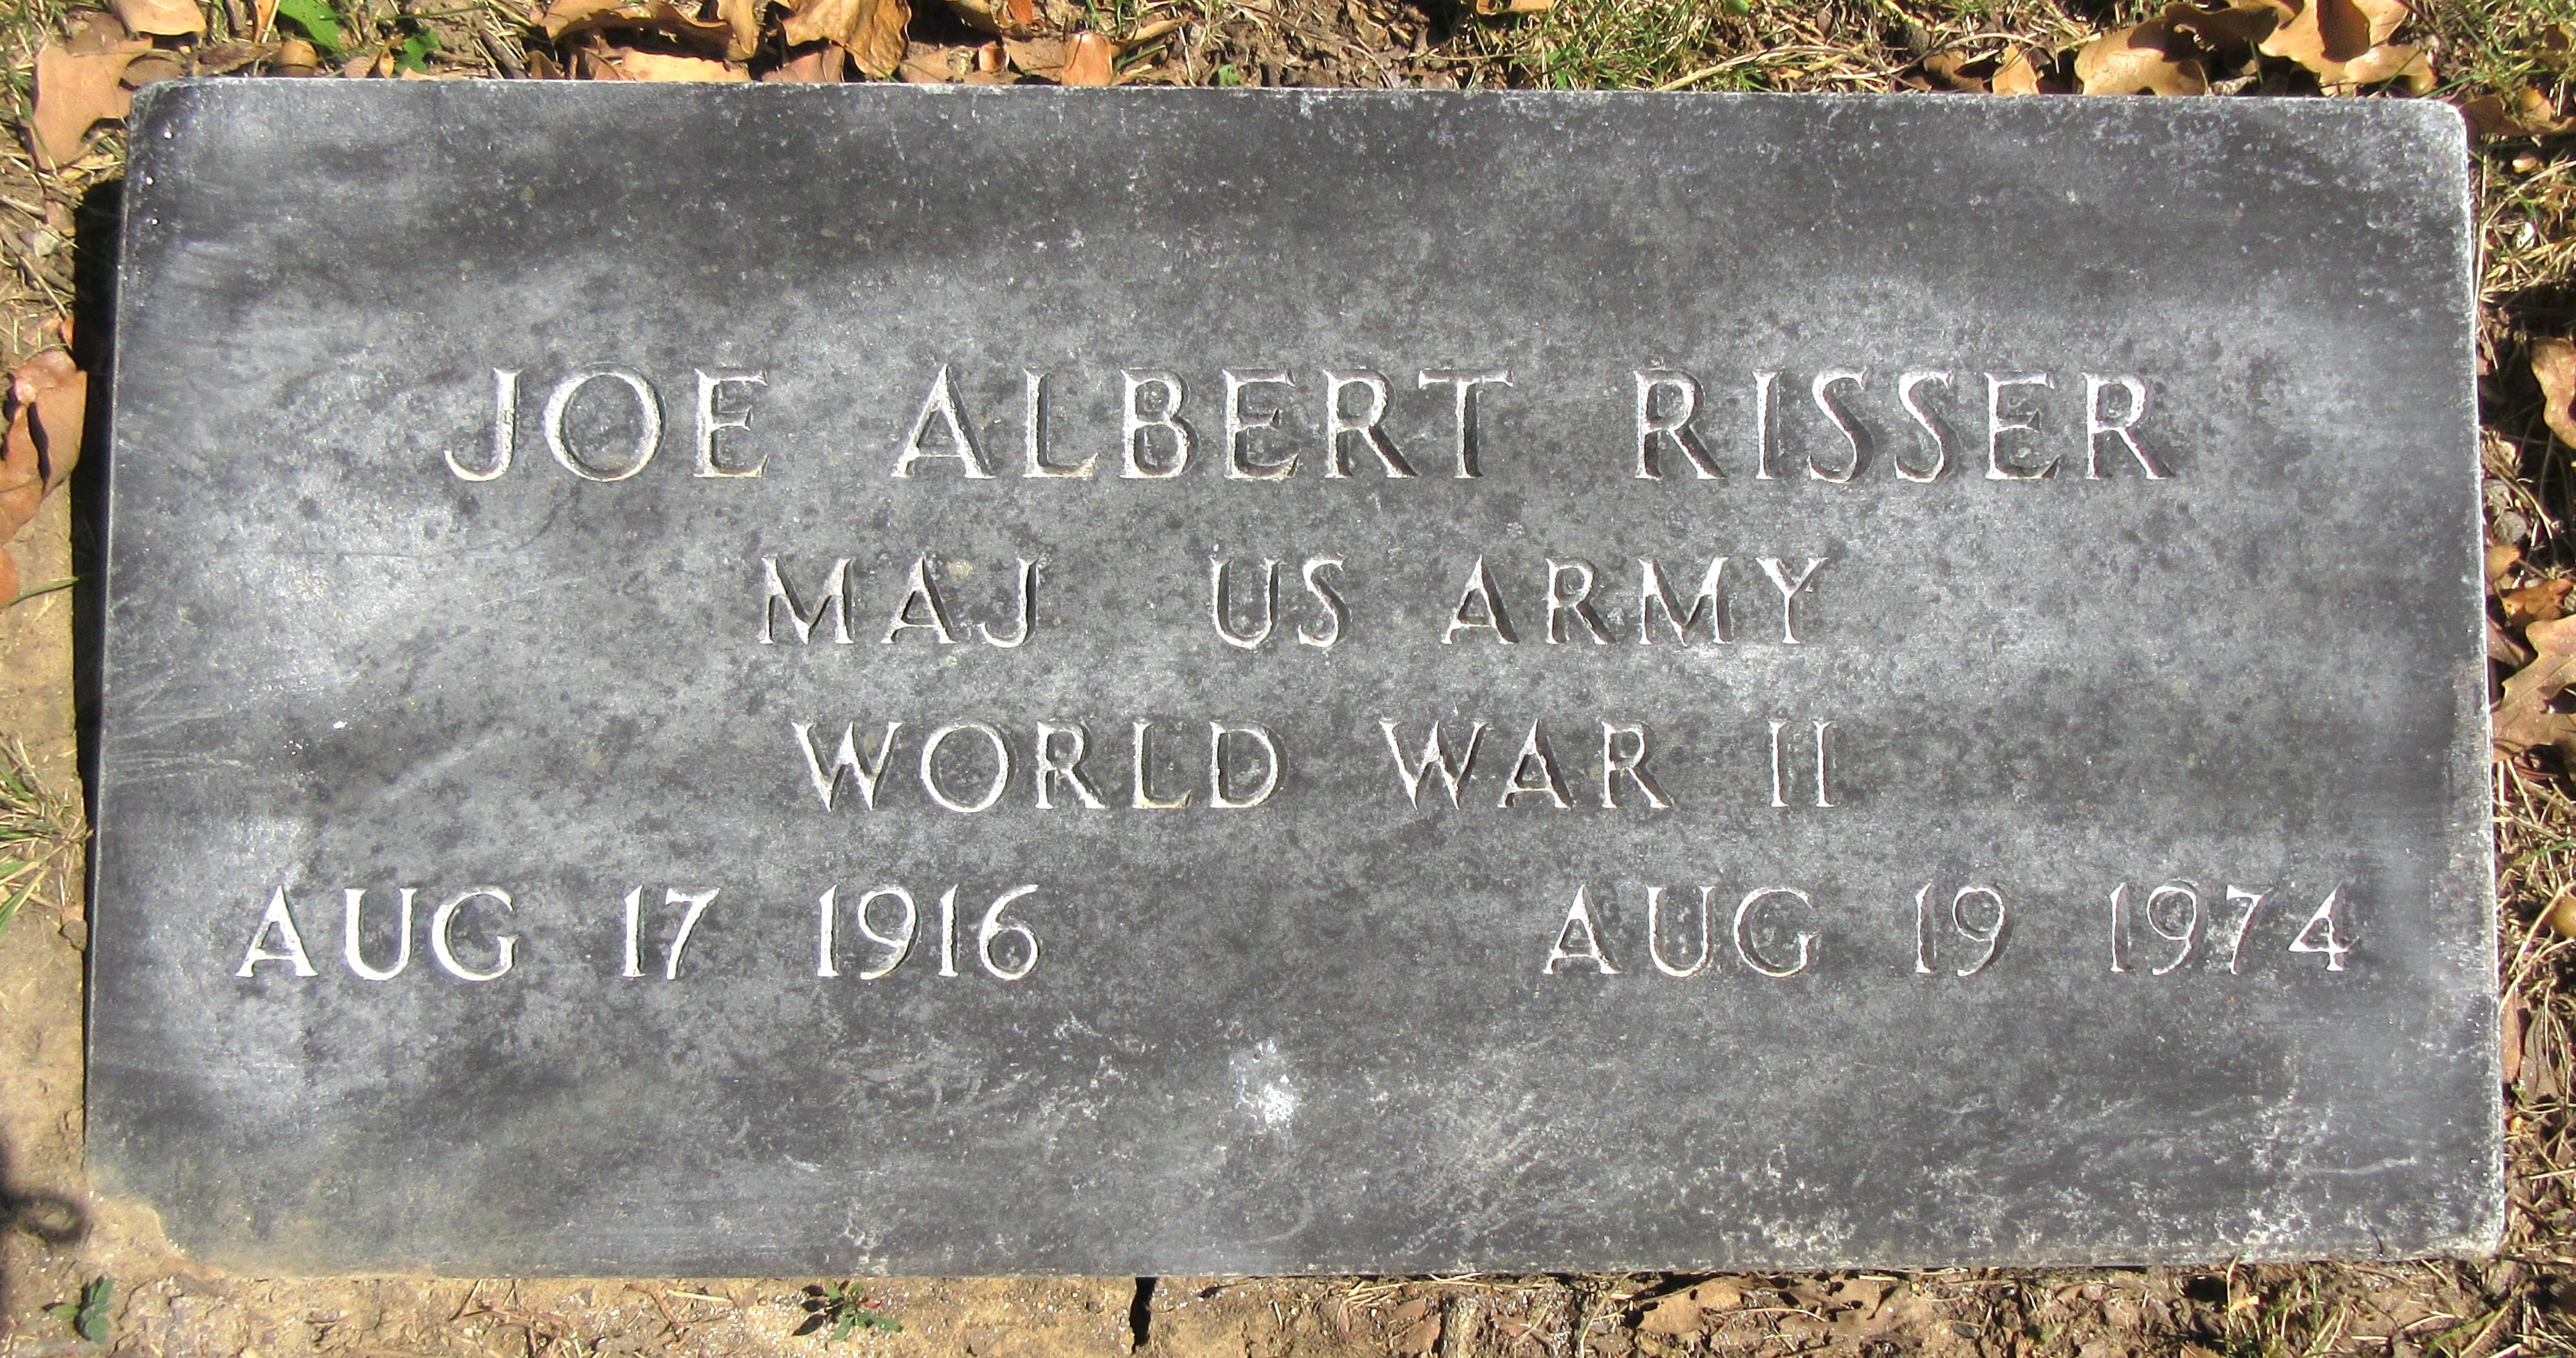 JOE ALBERT RISSER
MAJ US ARMY
WORLD WAR II
AUG 17 1916 AUG 19 1974